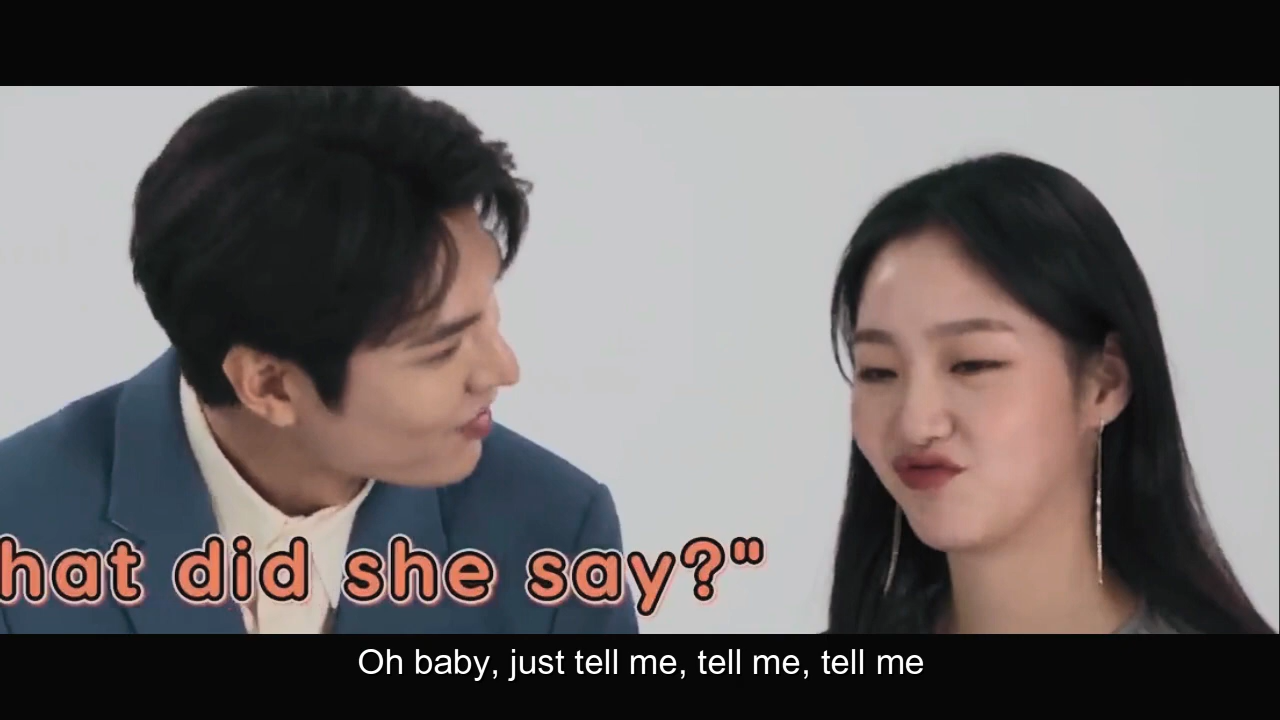 hat did she say?"
Oh baby, just tell me, tell me, tell me